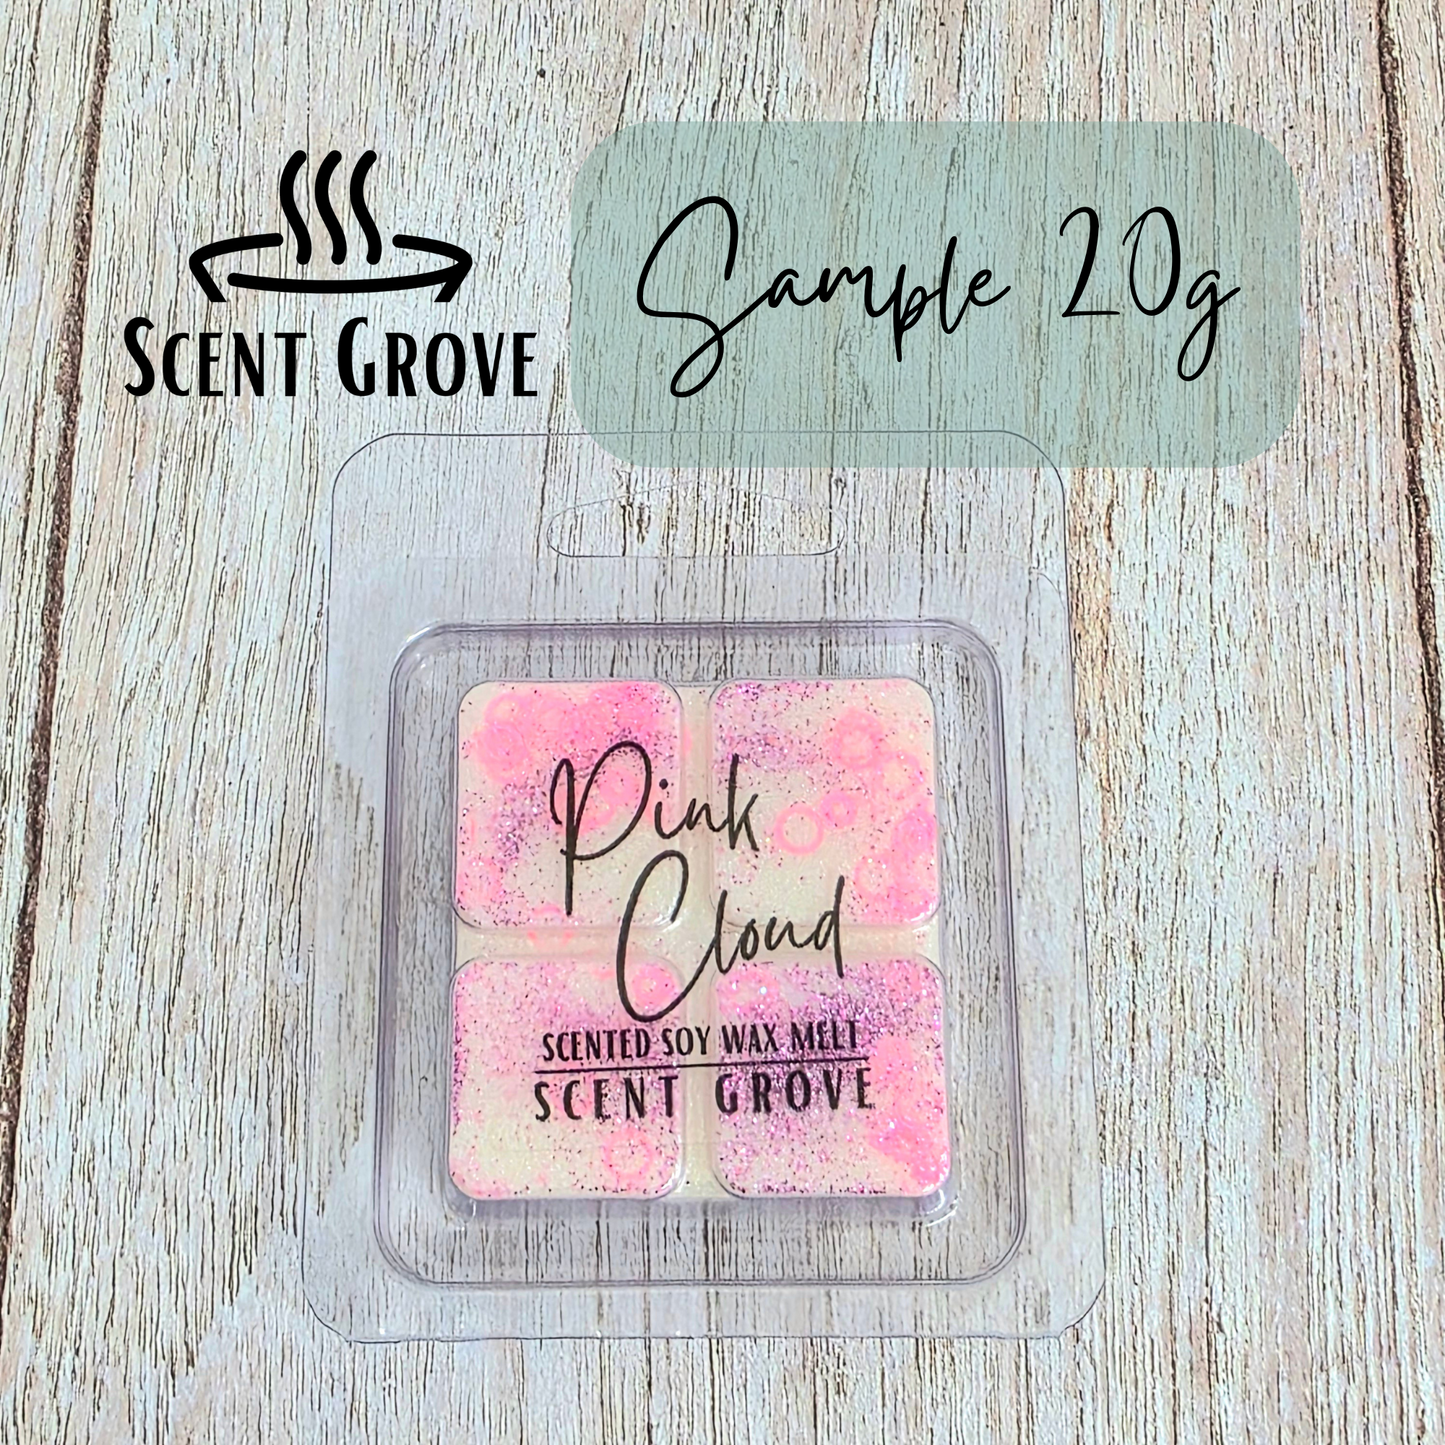 SCENT GROVE
Sample 20g
Pink
Cloud
SCENTED SOY WAX MELT
SCENT GROVE